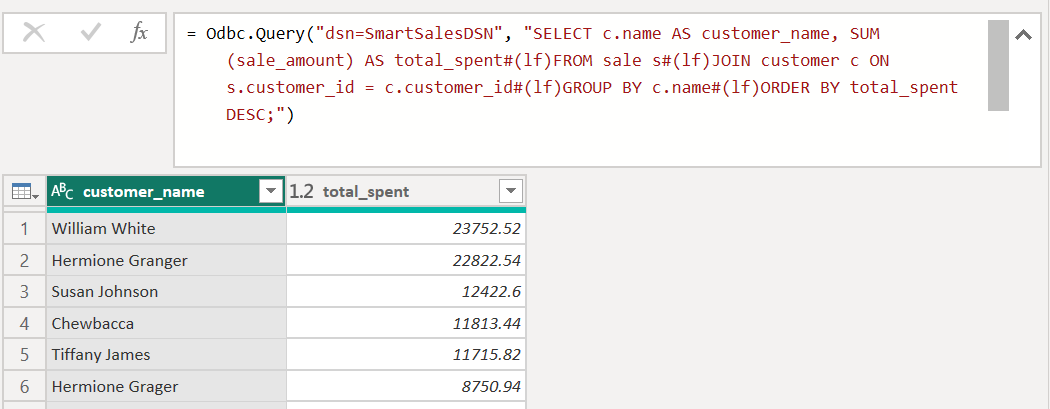 fx
= Odbc.Query("dsn=SmartSalesDSN", "SELECT c.name AS customer_name, SUM
(sale_amount) AS total_spent#(lf)FROM sale s#(lf)JOIN customer c ON
s.customer_id = c.customer_id#(lf)GROUP BY c.name#(lf)ORDER BY total_spent
DESC;")
ABC customer_name 1.2 total_spent
1 William White 23752.52
2 Hermione Granger 22822.54
3 Susan Johnson 12422.6
4 Chewbacca 11813.44
5 Tiffany James 11715.82
6 Hermione Grager 8750.94